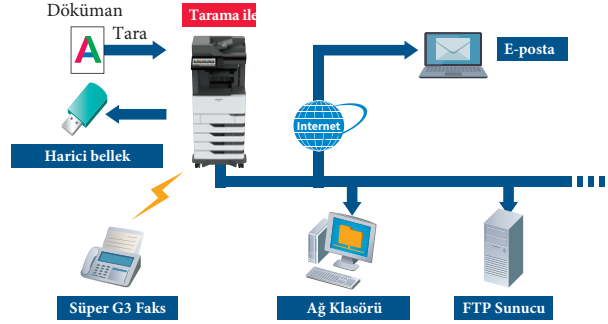 Döküman
Tarama ile
Tara
A
E-posta
Internet
Harici bellek
Süper G3 Faks
Ağ Klasörü
FTP Sunucu